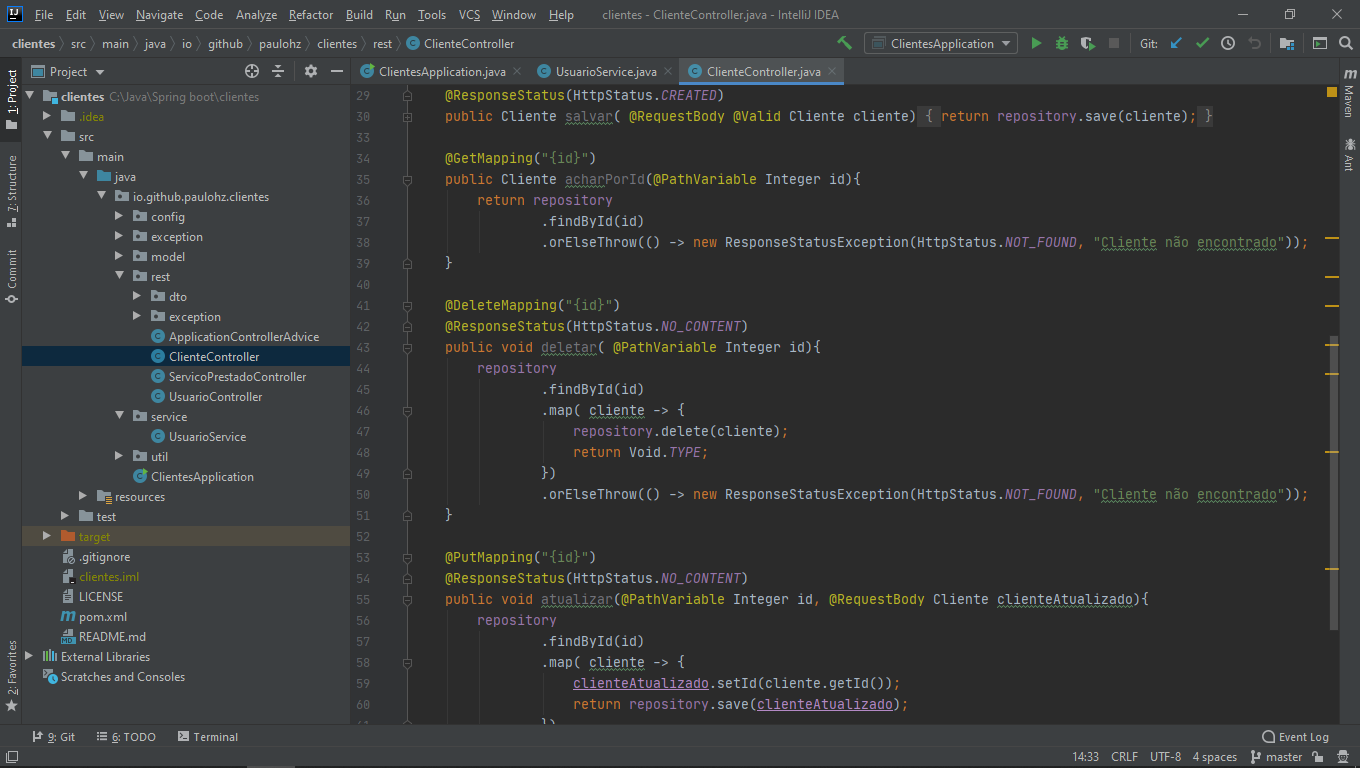 File Edit View Navigate Code Analyze Refactor Build Run Tools VCS Window Help clientes - ClienteController.java - IntelliJ IDEA
clientes src main java io github paulohz clientes rest ClienteController ClientesApplication Git:
1: Project
7: Structure
Commit
2: Favorites
Project
clientes C:\Java\Spring boot\clientes
.idea
src
main
java
io.github.paulohz.clientes
config
exception
model
rest
dto
exception
ApplicationControllerAdvice
ClienteController
ServicoPrestadoController
UsuarioController
service
UsuarioService
util
ClientesApplication
resources
test
target
.gitignore
clientes.iml
LICENSE
pom.xml
README.md
External Libraries
Scratches and Consoles
ClientesApplication.java UsuarioService.java ClienteController.java
29 @ResponseStatus(HttpStatus.CREATED)
30 public Cliente salvar( @RequestBody @Valid Cliente cliente) { return repository.save(cliente); }
33
34 @GetMapping("{id}")
35 public Cliente acharPorId(@PathVariable Integer id){
36 return repository
37 .findById(id)
38 .orElseThrow(() -> new ResponseStatusException(HttpStatus.NOT_FOUND, "Cliente não encontrado"));
39 }
40
41 @DeleteMapping("{id}")
42 @ResponseStatus(HttpStatus.NO_CONTENT)
43 public void deletar( @PathVariable Integer id){
44 repository
45 .findById(id)
46 .map( cliente -> {
47 repository.delete(cliente);
48 return Void.TYPE;
49 })
50 .orElseThrow(() -> new ResponseStatusException(HttpStatus.NOT_FOUND, "Cliente não encontrado"));
51 }
52
53 @PutMapping("{id}")
54 @ResponseStatus(HttpStatus.NO_CONTENT)
55 public void atualizar(@PathVariable Integer id, @RequestBody Cliente clienteAtualizado){
56 repository
57 .findById(id)
58 .map( cliente -> {
59 clienteAtualizado.setId(cliente.getId());
60 return repository.save(clienteAtualizado);
61 })
Maven
Ant
9: Git 6: TODO Terminal Event Log
14:33 CRLF UTF-8 4 spaces master